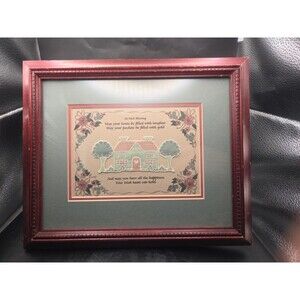 An Irish Blessing
May your home be filled with laughter
May your pockets be filled with gold
And may you have all the happiness
Your Irish heart can hold